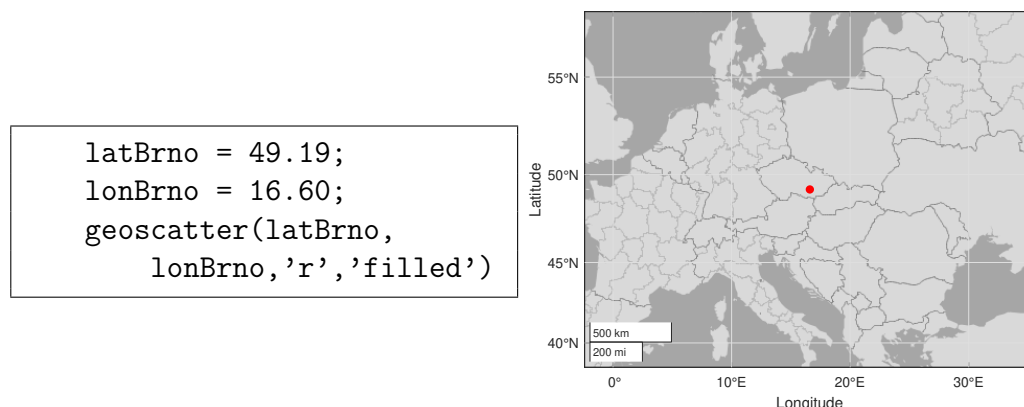 latBrno = 49.19;
lonBrno = 16.60;
geoscatter(latBrno,
lonBrno,'r','filled')
55°N
50°N
45°N
40°N
Latitude
500 km
200 mi
0°
10°E
20°E
30°E
Longitude